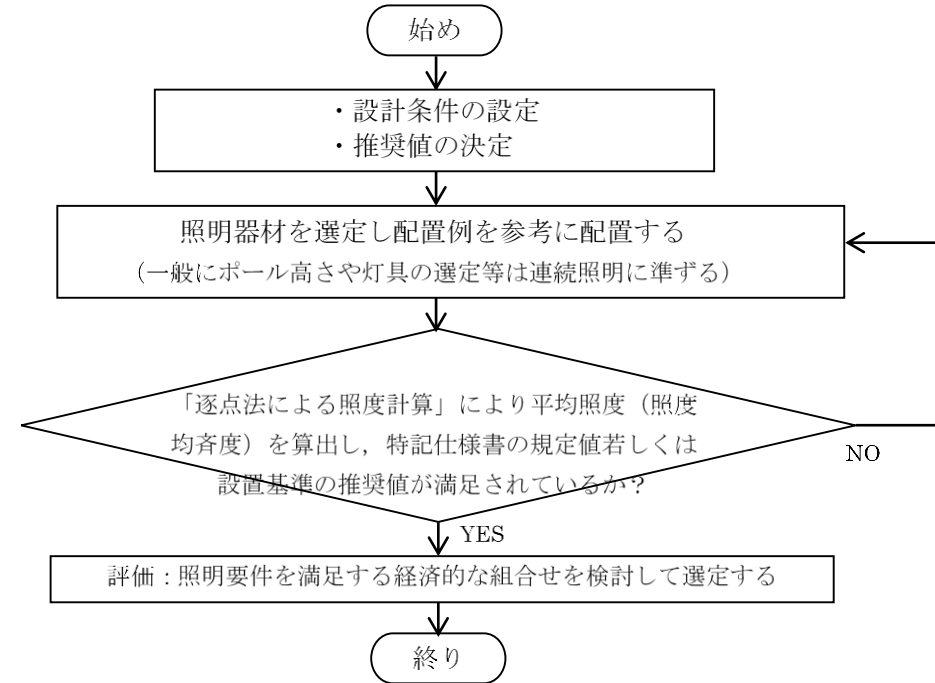 始め
・設計条件の設定
・推奨値の決定
照明器材を選定し配置例を参考に配置する
（一般にポール高さや灯具の選定等は連続照明に準ずる）
「逐点法による照度計算」により平均照度（照度
均斉度）を算出し，特記仕様書の規定値若しくは
設置基準の推奨値が満足されているか？
NO
YES
評価：照明要件を満足する経済的な組合せを検討して選定する
終り